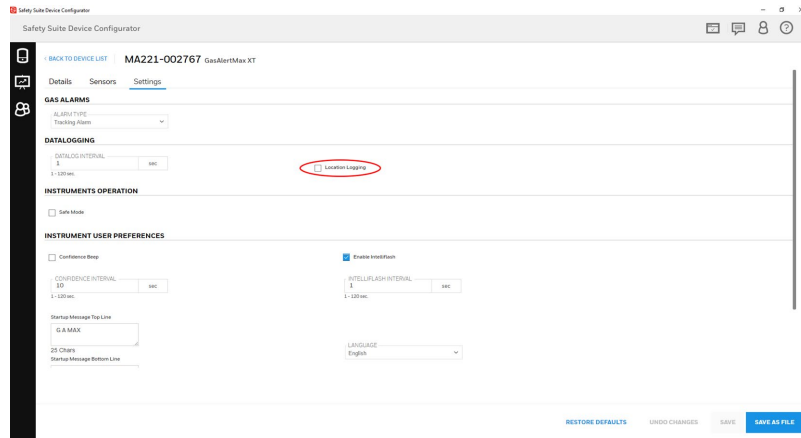 Safety Suite Device Configurator
Safety Suite Device Configurator
< BACK TO DEVICE LIST MA221-002767 GasAlertMax XT
Details Sensors Settings
GAS ALARMS
ALARM TYPE
Tracking Alarm
DATALOGGING
DATALOG INTERVAL
1 sec
1 - 120 sec.
Location Logging
INSTRUMENTS OPERATION
Safe Mode
INSTRUMENT USER PREFERENCES
Confidence Beep Enable Intelliflash
CONFIDENCE INTERVAL INTELLIFLASH INTERVAL
10 sec 1 sec
1 - 120 sec. 1 - 120 sec.
Startup Message Top Line
G A MAX
25 Chars
LANGUAGE
English
Startup Message Bottom Line
RESTORE DEFAULTS UNDO CHANGES SAVE SAVE AS FILE